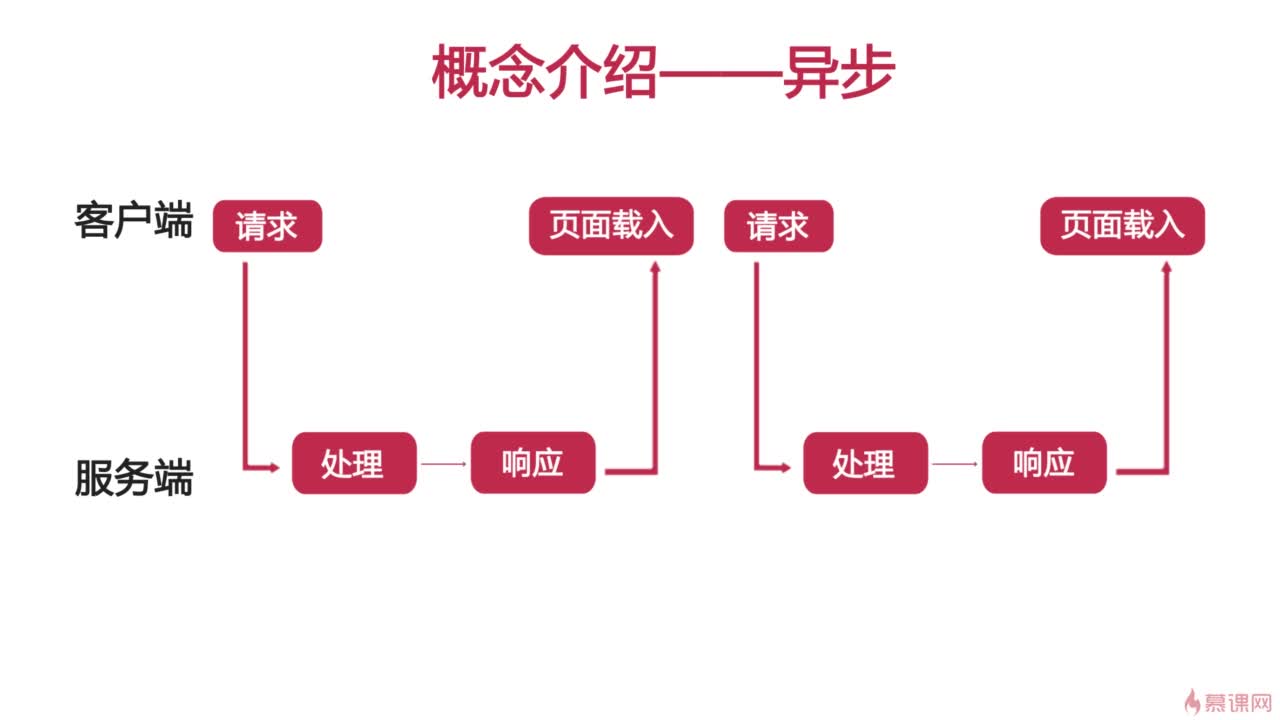 概念介绍——异步
客户端 请求 页面载入 请求 页面载入
服务端 处理 响应 处理 响应
慕课网